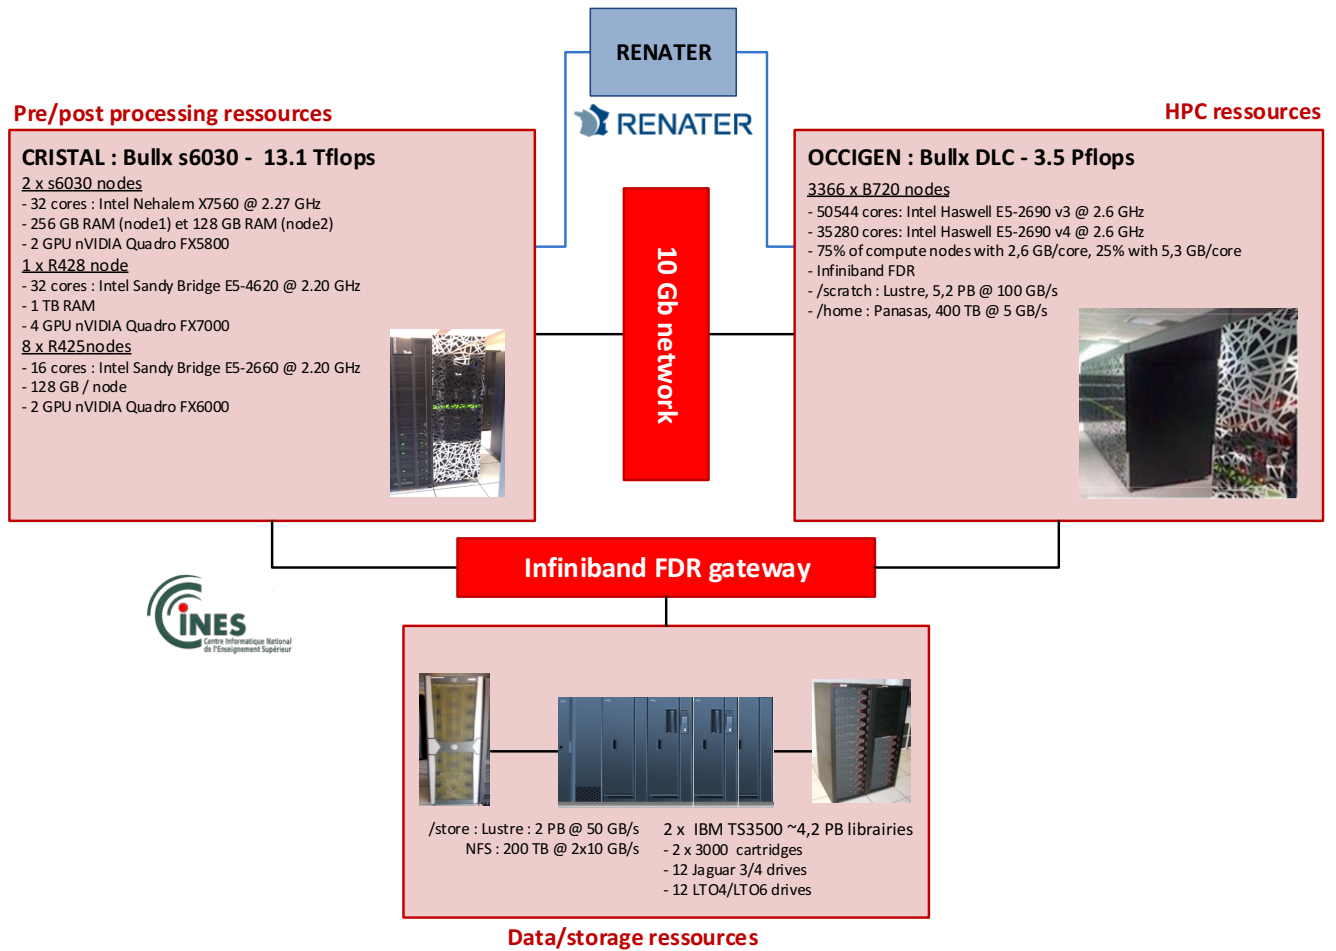 RENATER
RENATER
Pre/post processing ressources
CRISTAL : Bullx s6030 - 13.1 Tflops
2 x s6030 nodes
- 32 cores : Intel Nehalem X7560 @ 2.27 GHz
- 256 GB RAM (node1) et 128 GB RAM (node2)
- 2 GPU nVIDIA Quadro FX5800
1 x R428 node
- 32 cores : Intel Sandy Bridge E5-4620 @ 2.20 GHz
- 1 TB RAM
- 4 GPU nVIDIA Quadro FX7000
8 x R425nodes
- 16 cores : Intel Sandy Bridge E5-2660 @ 2.20 GHz
- 128 GB / node
- 2 GPU nVIDIA Quadro FX6000
10 Gb network
HPC ressources
OCCIGEN : Bullx DLC - 3.5 Pflops
3366 x B720 nodes
- 50544 cores: Intel Haswell E5-2690 v3 @ 2.6 GHz
- 35280 cores: Intel Haswell E5-2690 v4 @ 2.6 GHz
- 75% of compute nodes with 2,6 GB/core, 25% with 5,3 GB/core
- Infiniband FDR
- /scratch : Lustre, 5,2 PB @ 100 GB/s
- /home : Panasas, 400 TB @ 5 GB/s
Infiniband FDR gateway
CINES
Centre Informatique National
de l'Enseignement Supérieur
/store : Lustre : 2 PB @ 50 GB/s
NFS : 200 TB @ 2x10 GB/s
2 x IBM TS3500 ~4,2 PB librairies
- 2 x 3000 cartridges
- 12 Jaguar 3/4 drives
- 12 LTO4/LTO6 drives
Data/storage ressources